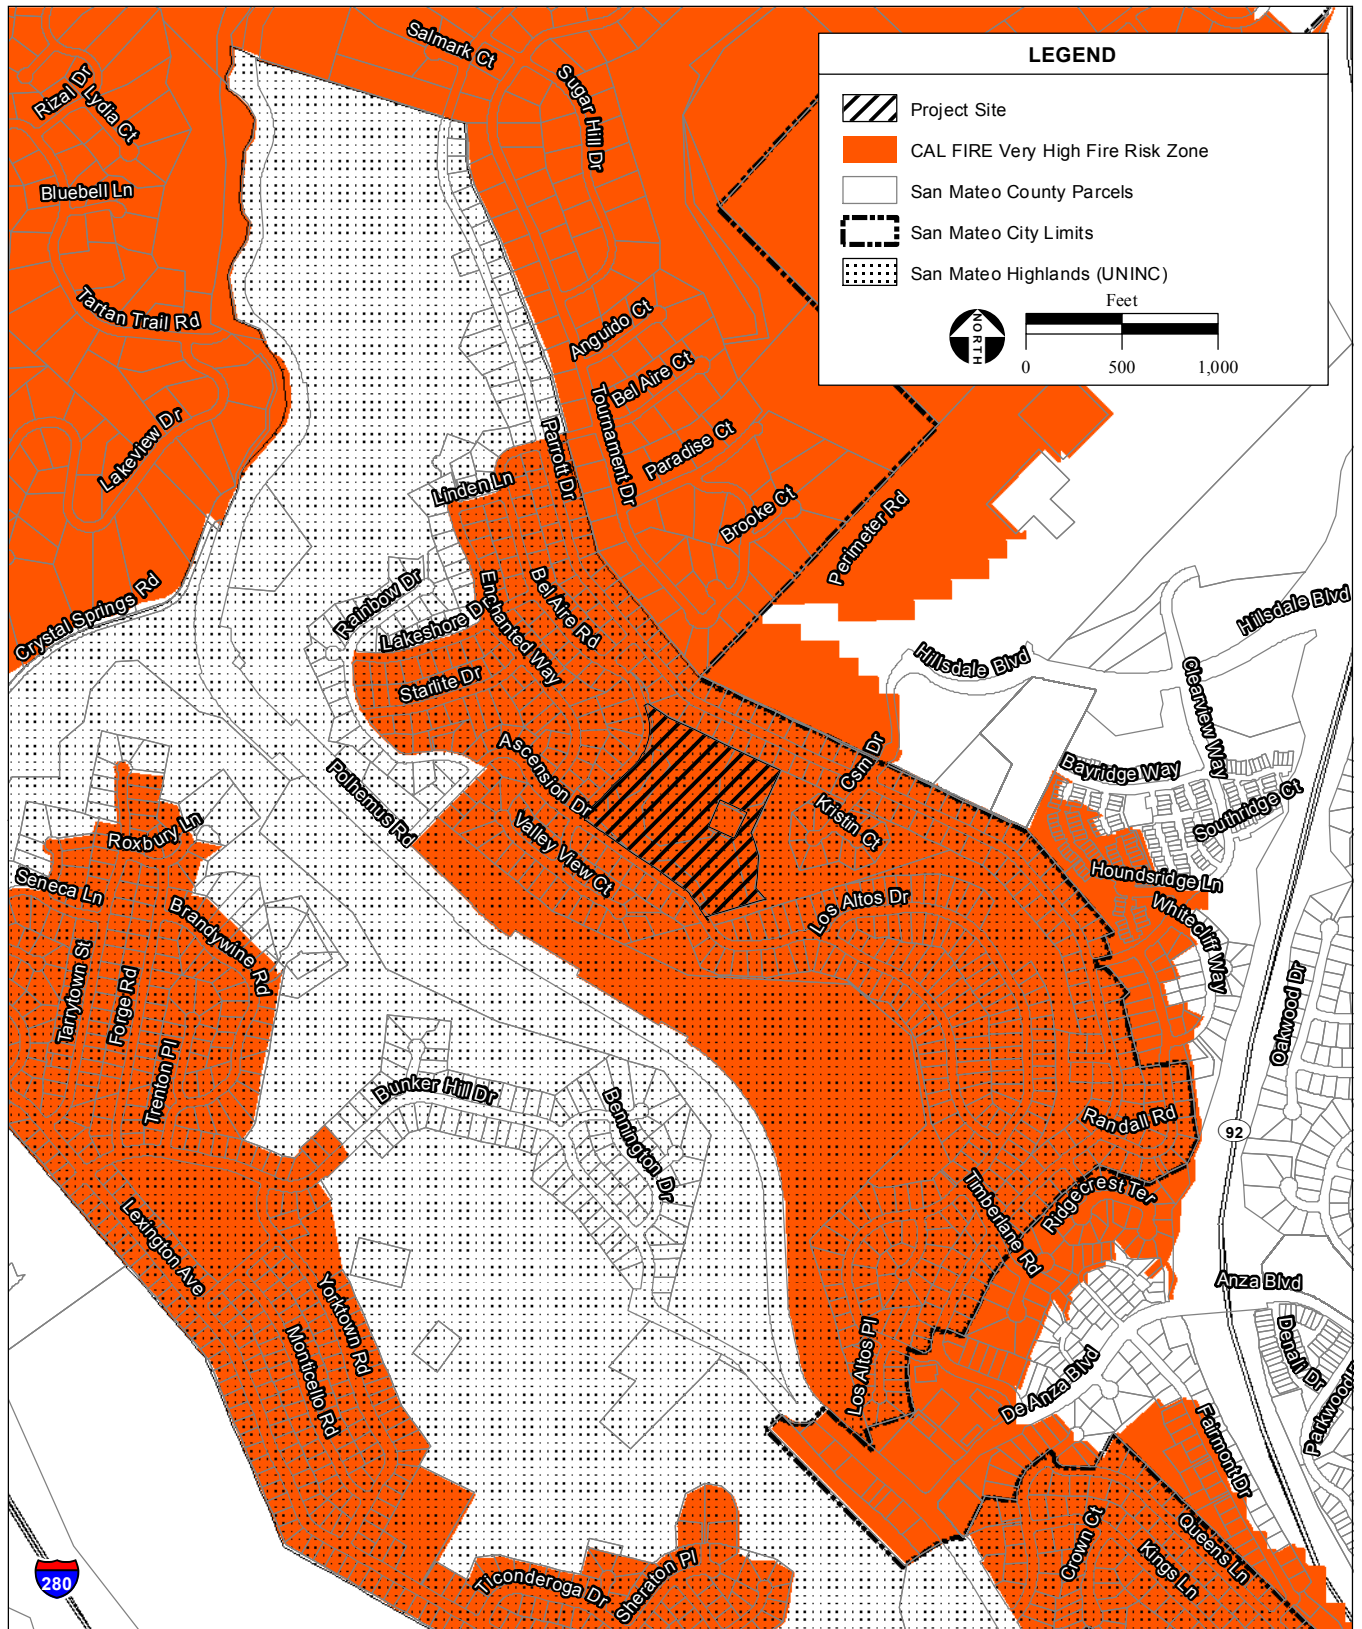 LEGEND
Project Site
CAL FIRE Very High Fire Risk Zone
San Mateo County Parcels
San Mateo City Limits
San Mateo Highlands (UNINC)
Feet
NORTH
0 500 1,000
Salmark Ct
Sugar Hill Dr
Rizal Dr
Lydia Ct
Bluebell Ln
Tartan Trail Rd
Lakeview Dr
Crystal Springs Rd
Anguido Ct
Bel Aire Ct
Tournament Dr
Paradise Ct
Parrott Dr
Linden Ln
Brooke Ct
Perimeter Rd
Rainbow Dr
Lakeshore Dr
Enchanted Way
Bel Aire Rd
Starlite Dr
Hillsdale Blvd
Hillsdale Blvd
Clearview Way
Bayridge Way
Southridge Ct
Csm Dr
Kristin Ct
Ascension Dr
Valley View Ct
Polhemus Rd
Los Altos Dr
Houndsridge Ln
Whitecliff Way
Oakwood Dr
Roxbury Ln
Seneca Ln
Brandywine Rd
Tarrytown St
Forge Rd
Trenton Pl
Bunker Hill Dr
Bennington Dr
Randall Rd
92
Ridgecrest Ter
Timberlane Rd
Anza Blvd
Denali Dr
Parkwood
Lexington Ave
Yorktown Rd
Monticello Rd
Los Altos Pl
De Anza Blvd
Fairmont Dr
Crown Ct
Queens Ln
Kings Ln
Ticonderoga Dr
Sheraton Pl
280